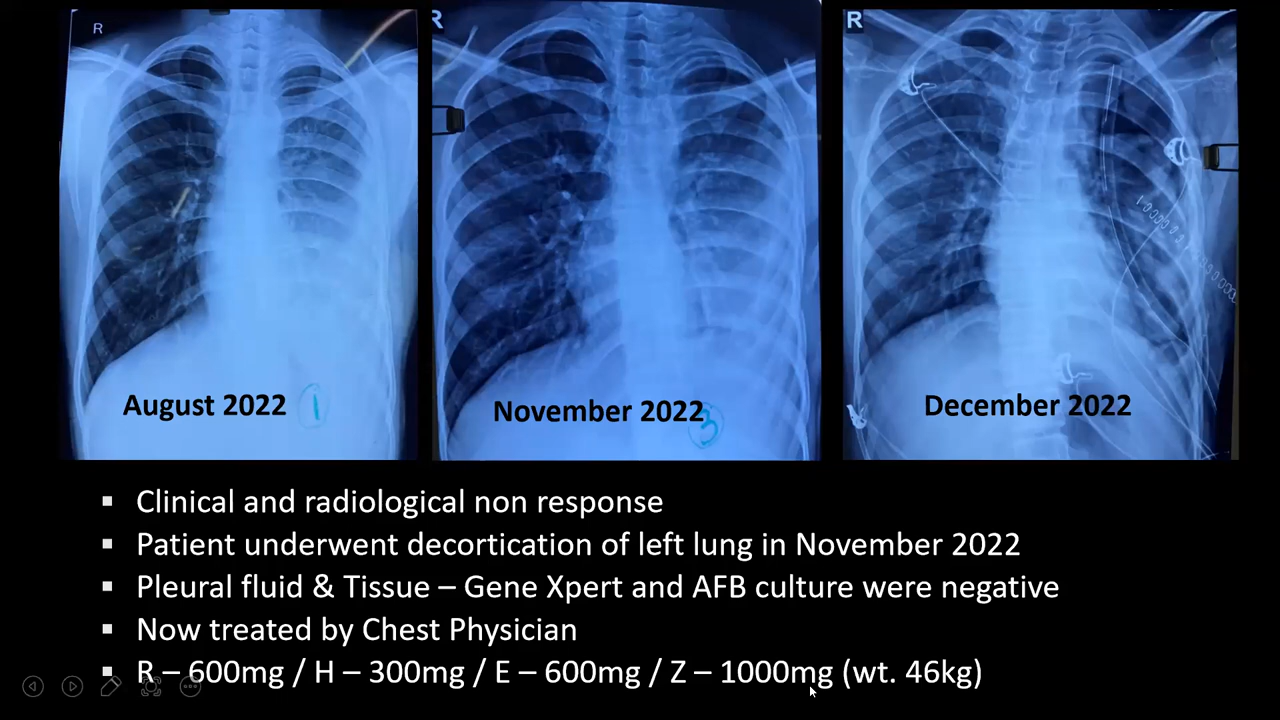 R
R
R
August 2022
1
November 2022
3
December 2022
▪ Clinical and radiological non response
▪ Patient underwent decortication of left lung in November 2022
▪ Pleural fluid & Tissue – Gene Xpert and AFB culture were negative
▪ Now treated by Chest Physician
▪ R – 600mg / H – 300mg / E – 600mg / Z – 1000mg (wt. 46kg)